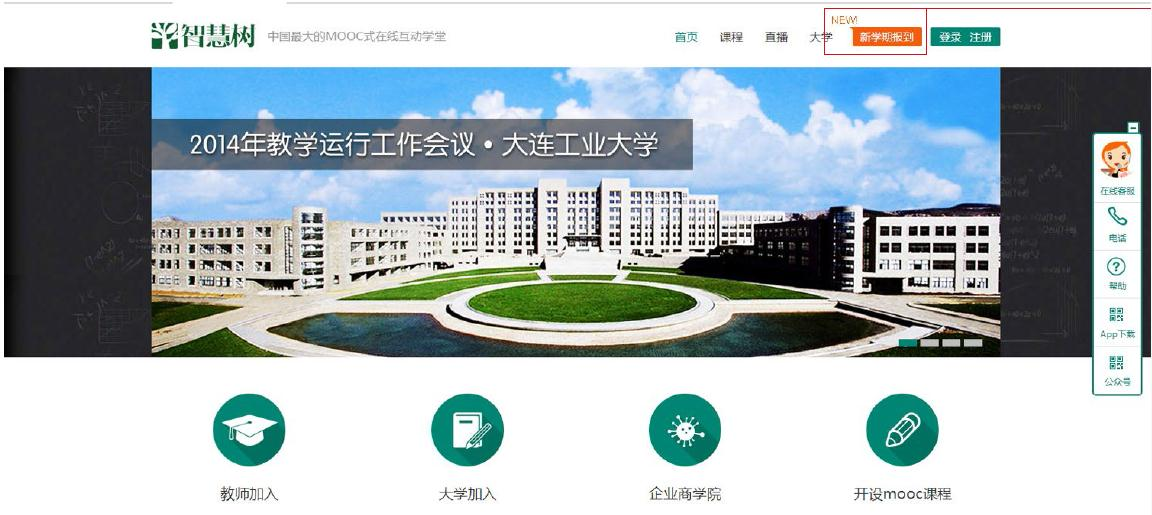 智慧树 中国最大的MOOC式在线互动学堂 首页 课程 直播 大学 NEW! 新学期报到 登录 注册
2014年教学运行工作会议•大连工业大学
在线客服
电话
帮助
App下载
公众号
教师加入 大学加入 企业商学院 开设mooc课程